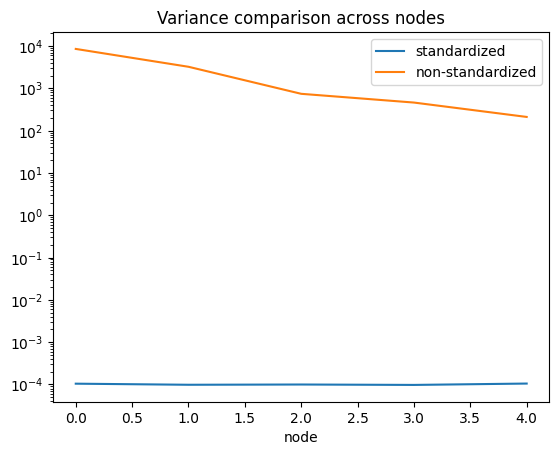 Variance comparison across nodes
standardized
non-standardized
10^4
10^3
10^2
10^1
10^0
10^-1
10^-2
10^-3
10^-4
0.0 0.5 1.0 1.5 2.0 2.5 3.0 3.5 4.0
node